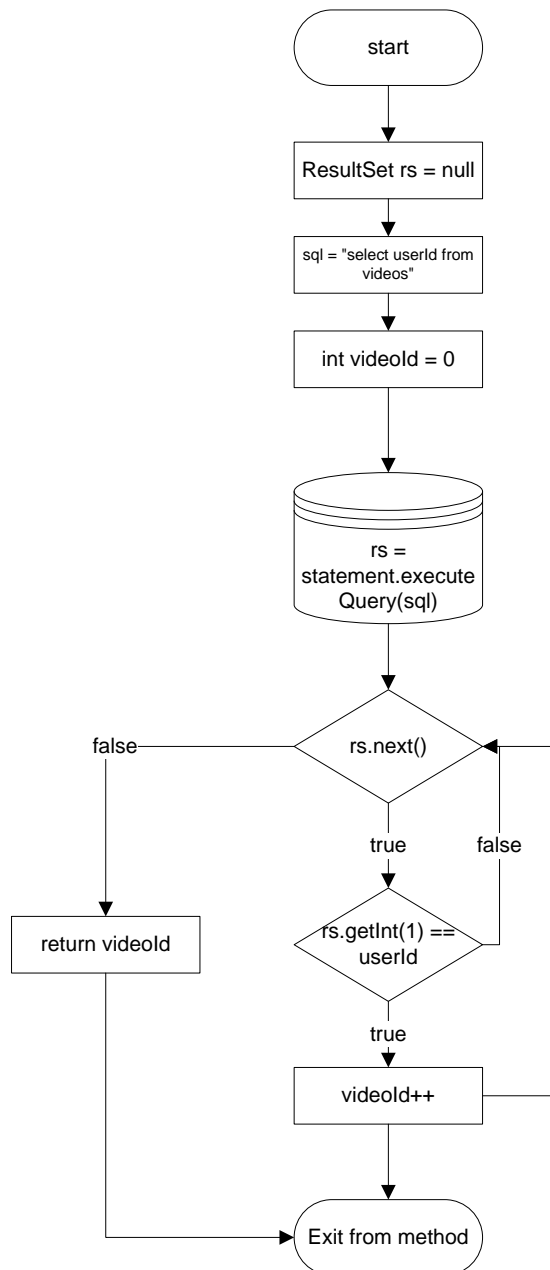 start
ResultSet rs = null
sql = "select userId from
videos"
int videoId = 0
rs =
statement.execute
Query(sql)
false
rs.next()
true
false
return videoId
rs.getInt(1) ==
userId
true
videoId++
Exit from method